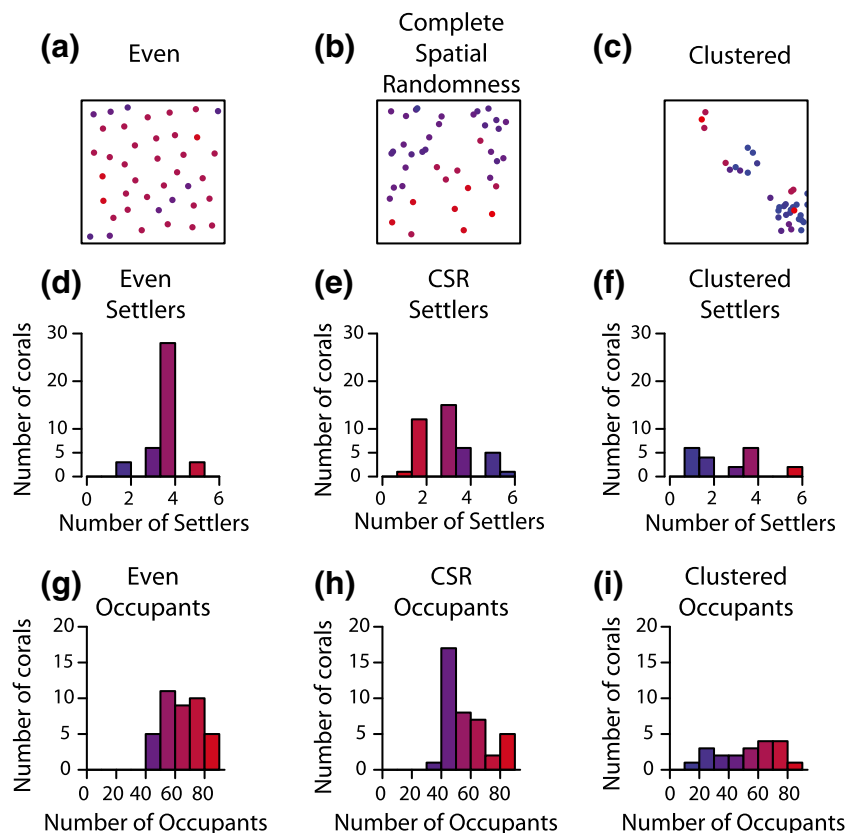 (a)
Even
(b)
Complete
Spatial
Randomness
(c)
Clustered
(d)
Even
Settlers
Number of corals
30
20
10
5
0
0 2 4 6
Number of Settlers
(e)
CSR
Settlers
Number of corals
30
20
10
5
0
0 2 4 6
Number of Settlers
(f)
Clustered
Settlers
Number of corals
30
20
10
5
0
0 2 4 6
Number of Settlers
(g)
Even
Occupants
Number of corals
20
15
10
5
0
0 20 40 60 80
Number of Occupants
(h)
CSR
Occupants
Number of corals
20
15
10
5
0
0 20 40 60 80
Number of Occupants
(i)
Clustered
Occupants
Number of corals
20
15
10
5
0
0 20 40 60 80
Number of Occupants